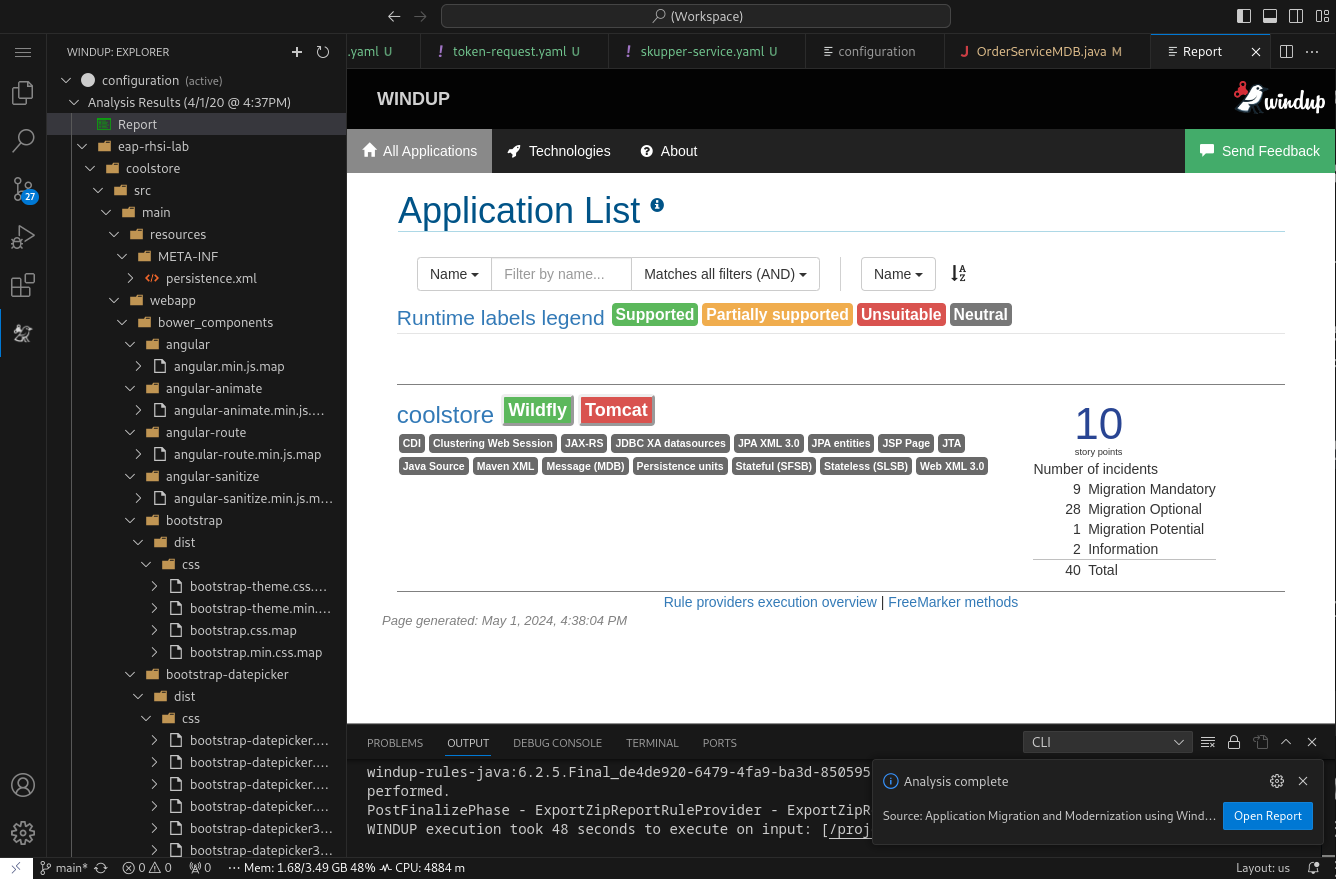 (Workspace)
WINDUP: EXPLORER
.yaml U
! token-request.yaml U
! skupper-service.yaml U
configuration
J OrderServiceMDB.java M
Report
configuration (active)
Analysis Results (4/1/20 @ 4:37PM)
Report
eap-rhsi-lab
coolstore
src
main
resources
META-INF
persistence.xml
webapp
bower_components
angular
angular.min.js.map
angular-animate
angular-animate.min.js....
angular-route
angular-route.min.js.map
angular-sanitize
angular-sanitize.min.js.m...
bootstrap
dist
css
bootstrap-theme.css....
bootstrap-theme.min....
bootstrap.css.map
bootstrap.min.css.map
bootstrap-datepicker
dist
css
bootstrap-datepicker....
bootstrap-datepicker....
bootstrap-datepicker....
bootstrap-datepicker....
bootstrap-datepicker3...
bootstrap-datepicker3...
27
WINDUP
windup
All Applications
Technologies
About
Send Feedback
Application List
Name
Filter by name...
Matches all filters (AND)
Name
Runtime labels legend Supported Partially supported Unsuitable Neutral
coolstore Wildfly Tomcat
CDI Clustering Web Session JAX-RS JDBC XA datasources JPA XML 3.0 JPA entities JSP Page JTA
Java Source Maven XML Message (MDB) Persistence units Stateful (SFSB) Stateless (SLSB) Web XML 3.0
10
story points
Number of incidents
9 Migration Mandatory
28 Migration Optional
1 Migration Potential
2 Information
40 Total
Rule providers execution overview | FreeMarker methods
Page generated: May 1, 2024, 4:38:04 PM
PROBLEMS
OUTPUT
DEBUG CONSOLE
TERMINAL
PORTS
CLI
windup-rules-java:6.2.5.Final_de4de920-6479-4fa9-ba3d-850595
performed.
PostFinalizePhase - ExportZipReportRuleProvider - ExportZipR
WINDUP execution took 48 seconds to execute on input: [/proj
Analysis complete
Source: Application Migration and Modernization using Wind...
Open Report
main*
0 0
0
··· Mem: 1.68/3.49 GB 48% CPU: 4884 m
Layout: us